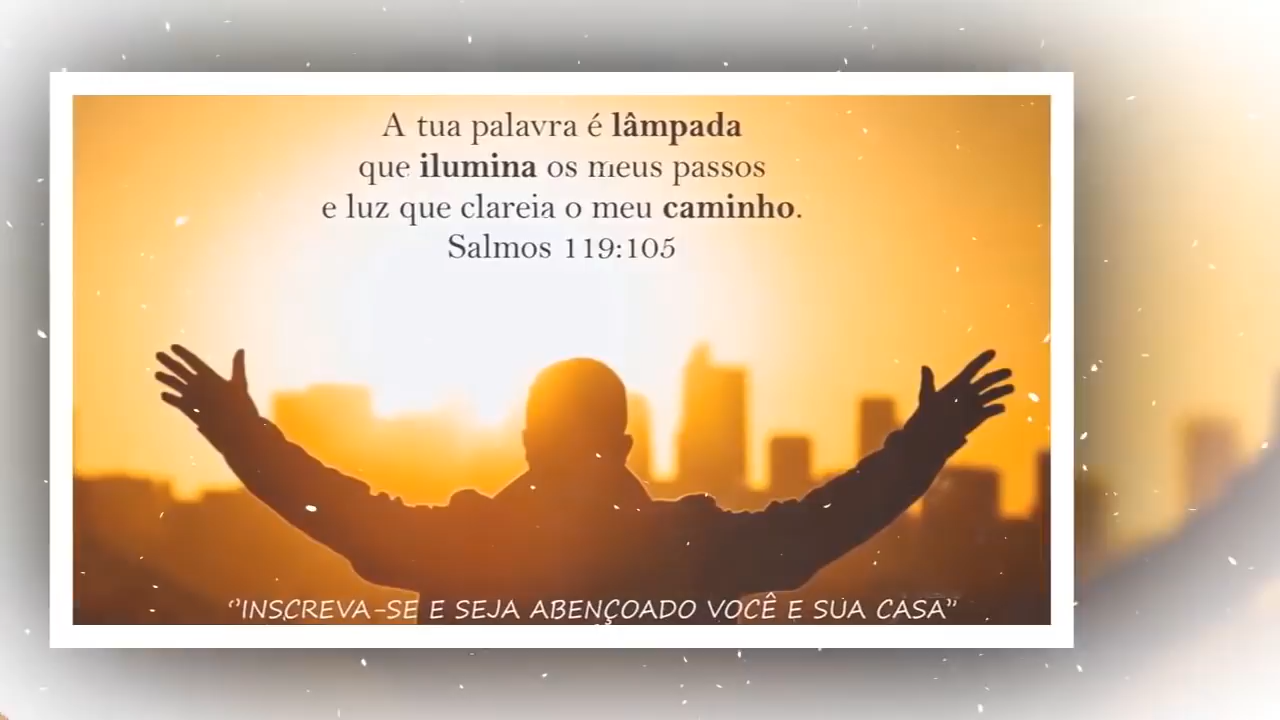 A tua palavra é lâmpada
que ilumina os meus passos
e luz que clareia o meu caminho.
Salmos 119:105
“INSCREVA-SE E SEJA ABENÇOADO VOCÊ E SUA CASA”